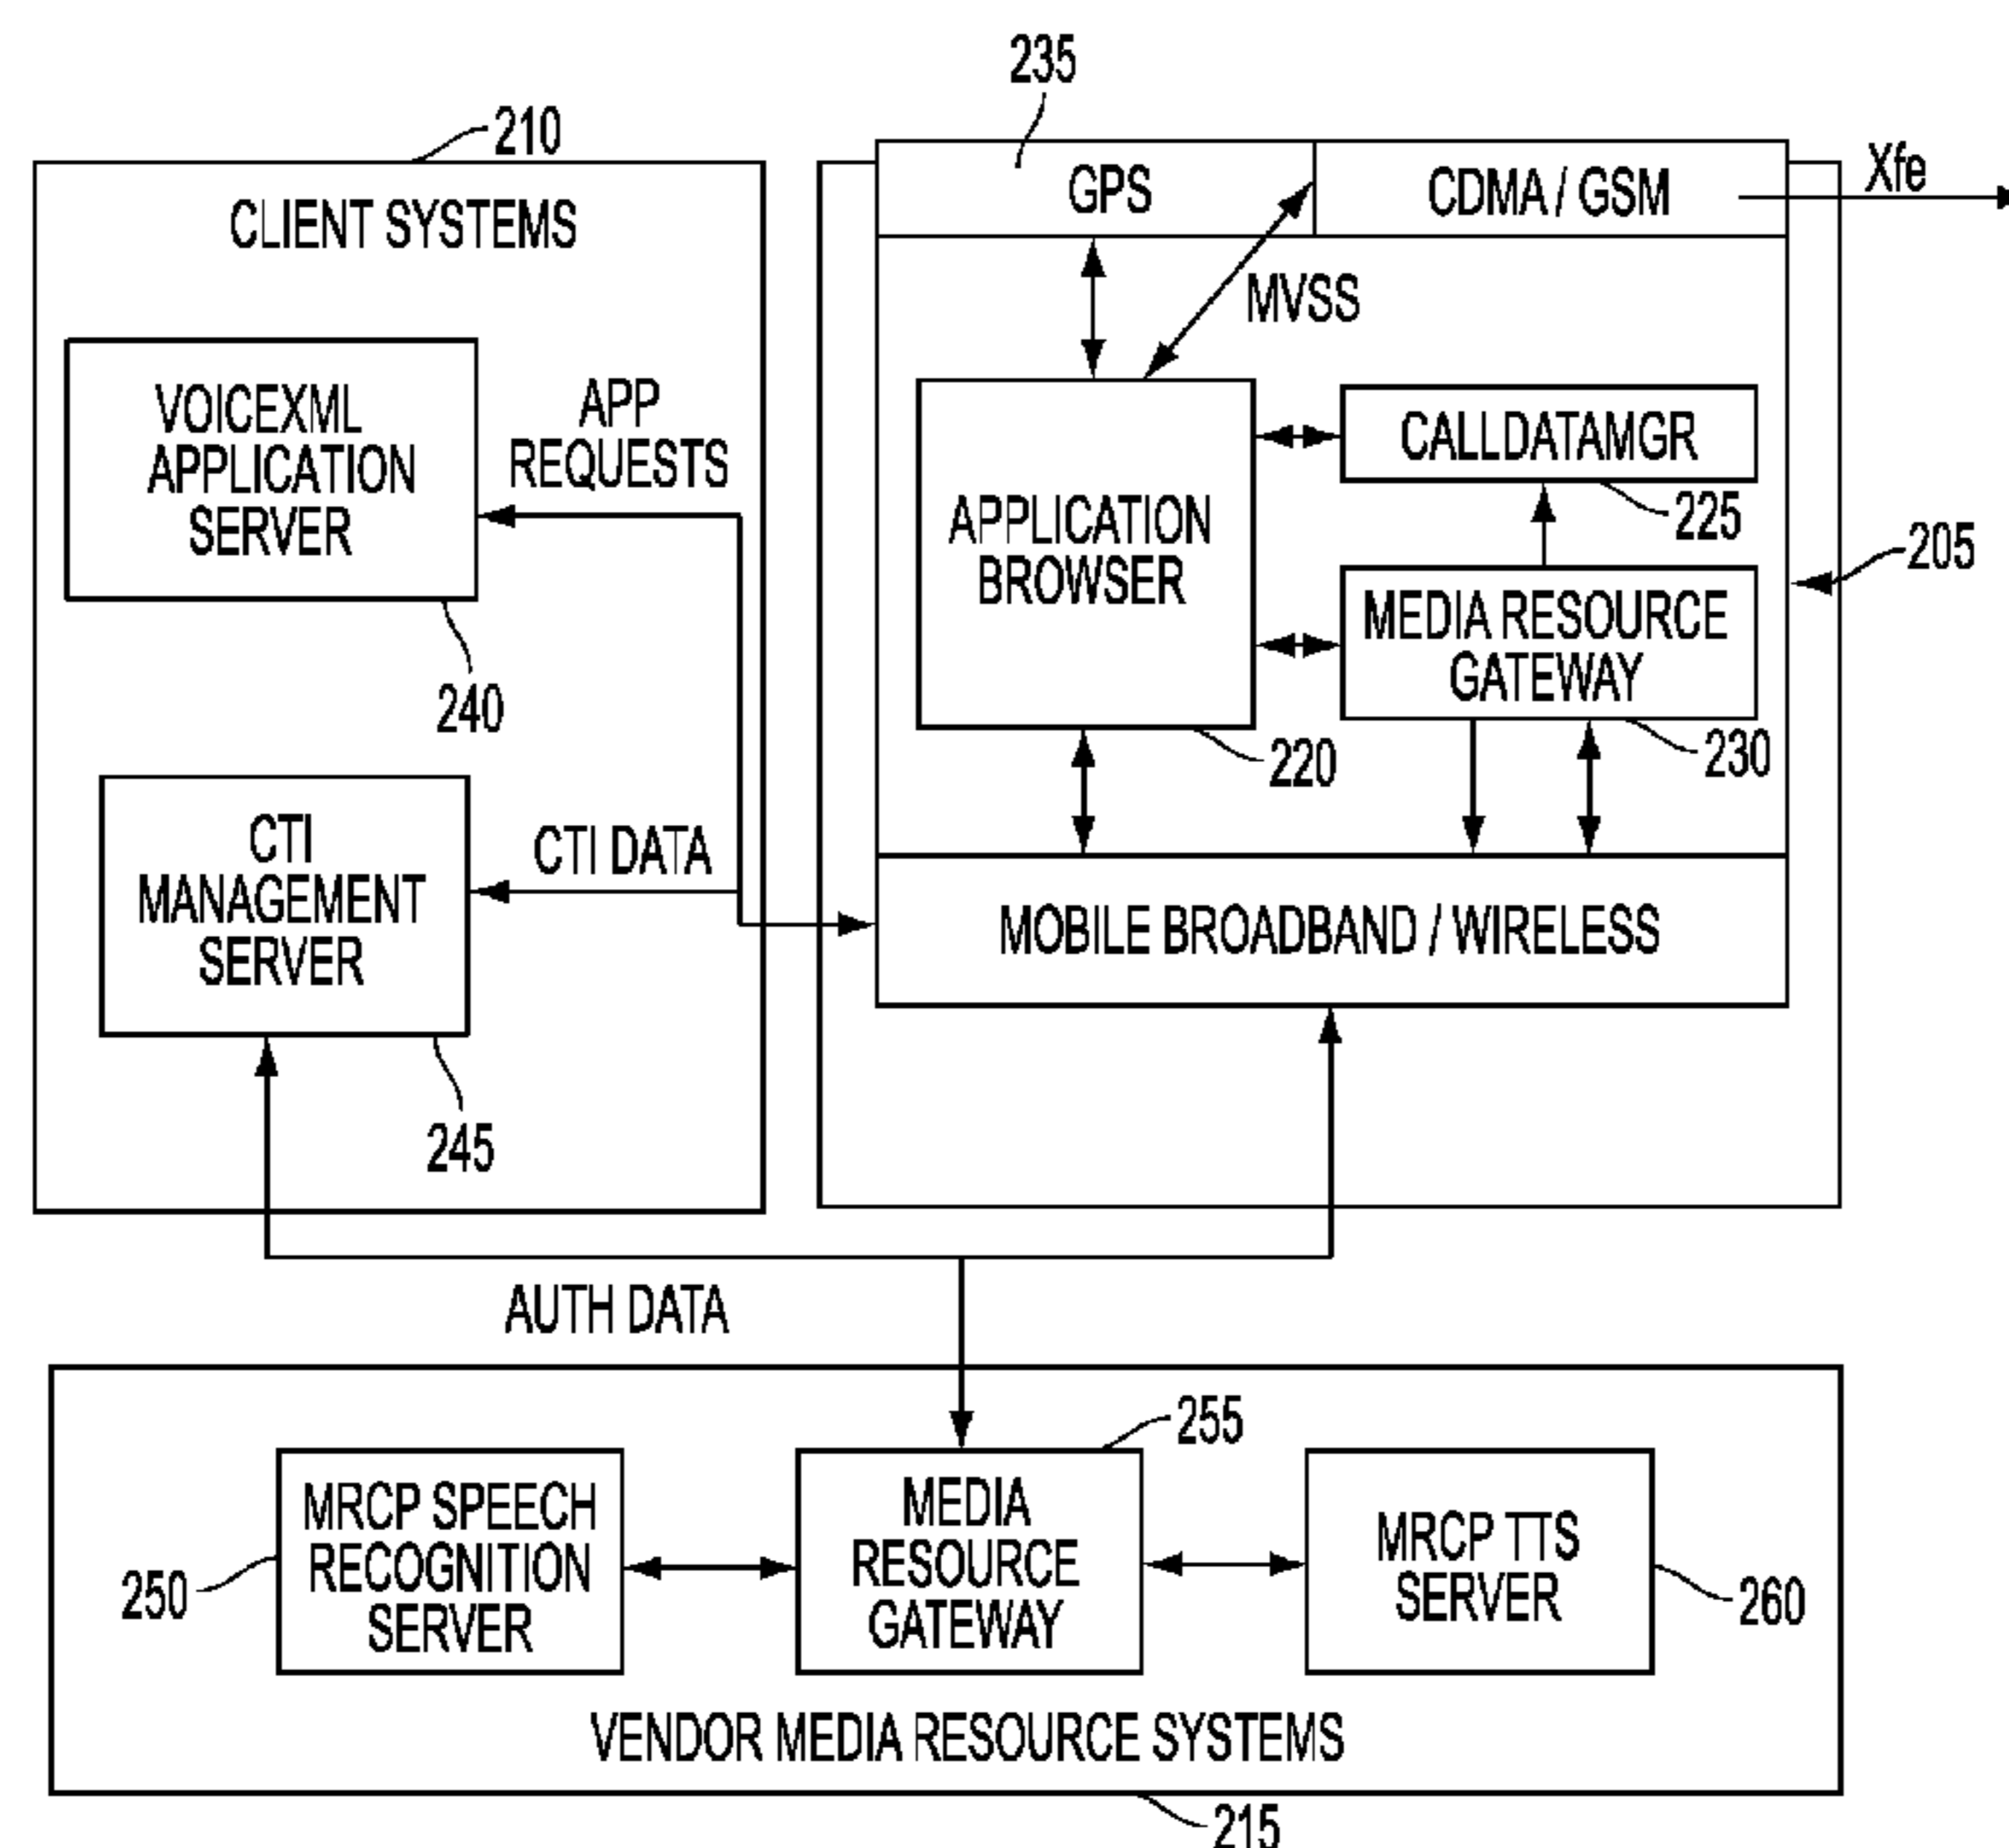 235
210
CLIENT SYSTEMS
GPS
CDMA / GSM
Xfe
MVSS
VOICEXML
APPLICATION
SERVER
APP
REQUESTS
240
APPLICATION
BROWSER
220
CALLDATAMGR
225
205
MEDIA RESOURCE
GATEWAY
230
CTI
MANAGEMENT
SERVER
CTI DATA
245
MOBILE BROADBAND / WIRELESS
AUTH DATA
255
MRCP SPEECH
RECOGNITION
SERVER
250
MEDIA
RESOURCE
GATEWAY
MRCP TTS
SERVER
260
VENDOR MEDIA RESOURCE SYSTEMS
215